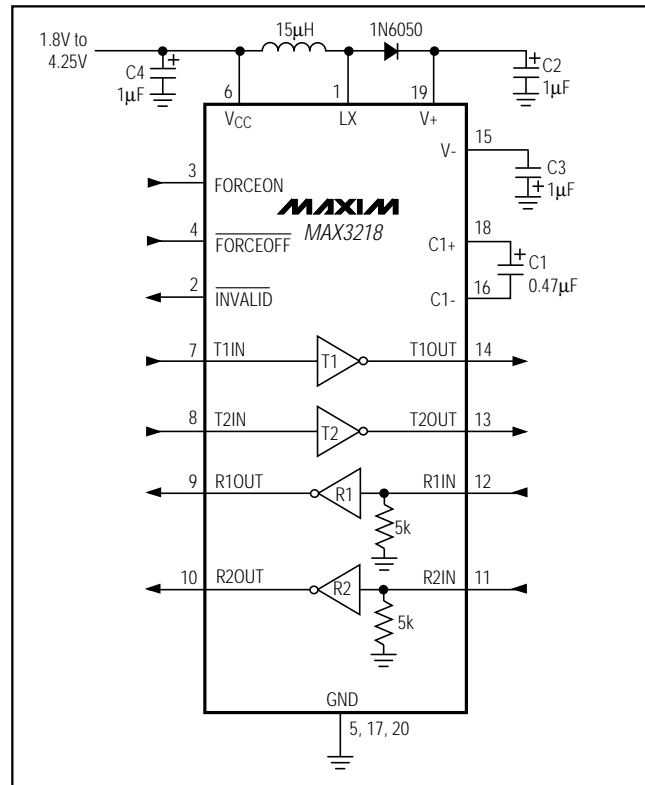 1.8V to
4.25V
15μH
1N6050
C4
+
1μF
6
1
19
+
C2
1μF
VCC
LX
V+
15
V-
C3
+
1μF
3
FORCEON
MAXIM
MAX3218
18
C1+
+
C1
0.47μF
4
FORCEOFF
16
C1-
2
INVALID
7
T1IN
T1
T1OUT
14
8
T2IN
T2
T2OUT
13
9
R1OUT
R1
R1IN
12
5k
10
R2OUT
R2
R2IN
11
5k
GND
5, 17, 20